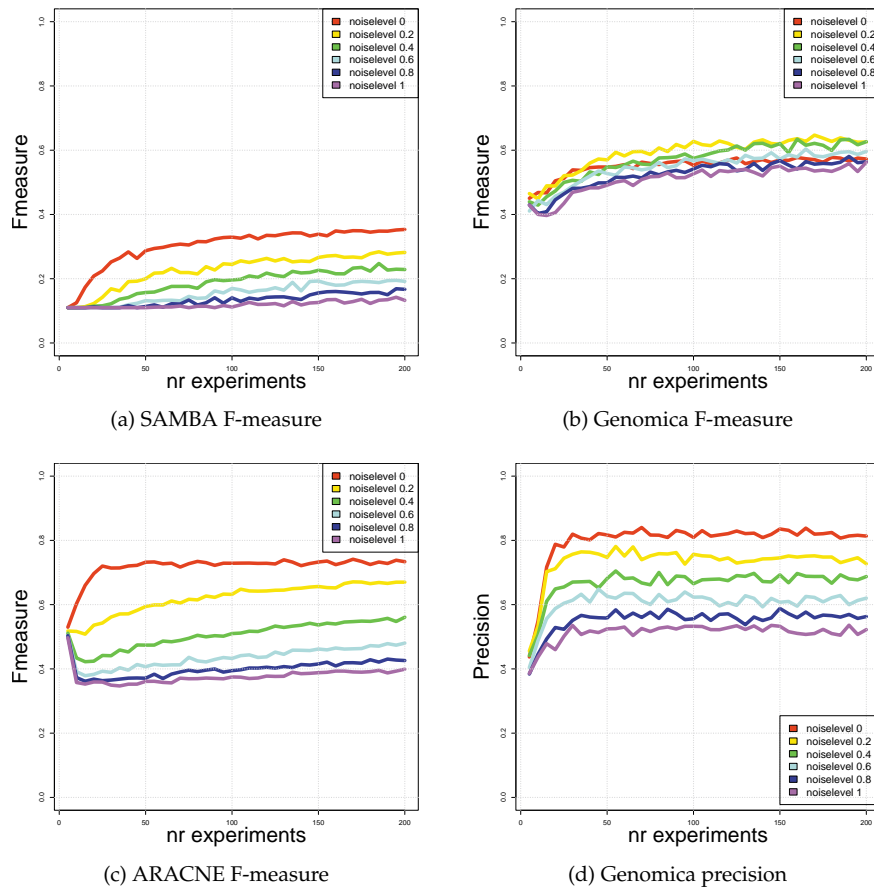 noiselevel 0
noiselevel 0.2
noiselevel 0.4
noiselevel 0.6
noiselevel 0.8
noiselevel 1
Fmeasure
1.0
0.8
0.6
0.4
0.2
0.0
0 50 100 150 200
nr experiments
(a) SAMBA F-measure
noiselevel 0
noiselevel 0.2
noiselevel 0.4
noiselevel 0.6
noiselevel 0.8
noiselevel 1
Fmeasure
1.0
0.8
0.6
0.4
0.2
0.0
0 50 100 150 200
nr experiments
(b) Genomica F-measure
noiselevel 0
noiselevel 0.2
noiselevel 0.4
noiselevel 0.6
noiselevel 0.8
noiselevel 1
Fmeasure
1.0
0.8
0.6
0.4
0.2
0.0
0 50 100 150 200
nr experiments
(c) ARACNE F-measure
Precision
1.0
0.8
0.6
0.4
0.2
0.0
noiselevel 0
noiselevel 0.2
noiselevel 0.4
noiselevel 0.6
noiselevel 0.8
noiselevel 1
0 50 100 150 200
nr experiments
(d) Genomica precision